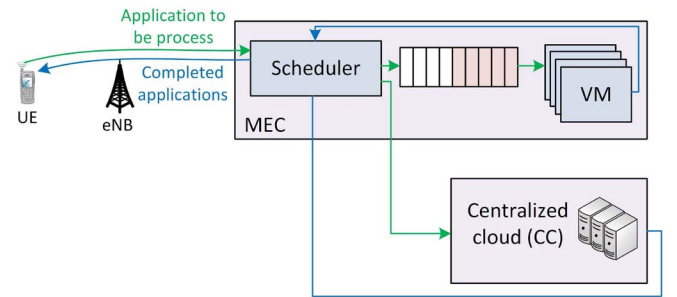 Application to
be process
Completed
applications
UE
eNB
Scheduler
VM
MEC
Centralized
cloud (CC)